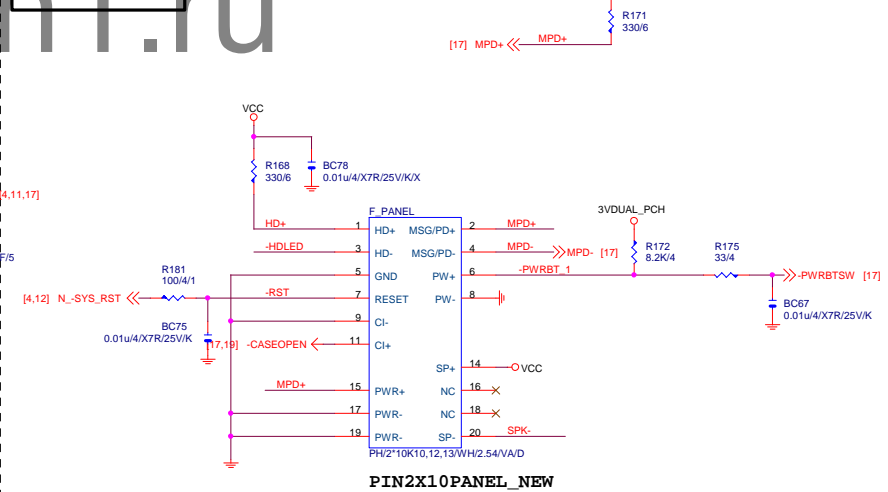 n1.ru
R171
330/6
[17] MPD+
MPD+
VCC
R168
330/6
BC78
0.01u/4/X7R/25V/K/X
4,11,17]
F_PANEL
3VDUAL_PCH
HD+
1
HD+
MSG/PD+
2
MPD+
-HDLED
3
HD-
MSG/PD-
4
MPD-
MPD- [17]
R172
8.2K/4
R175
33/4
F/5
R181
100/4/1
5
GND
PW+
6
-PWRBT_1
-PWRBTSW [17]
[4,12] N_-SYS_RST
-RST
7
RESET
PW-
8
BC67
0.01u/4/X7R/25V/K
9
CI-
BC75
0.01u/4/X7R/25V/K
[17,19] -CASEOPEN
11
CI+
SP+
14
VCC
MPD+
15
PWR+
NC
16
17
PWR-
NC
18
19
PWR-
SP-
20
SPK-
PH/2*10K10,12,13/WH/2.54/VA/D
PIN2X10PANEL_NEW